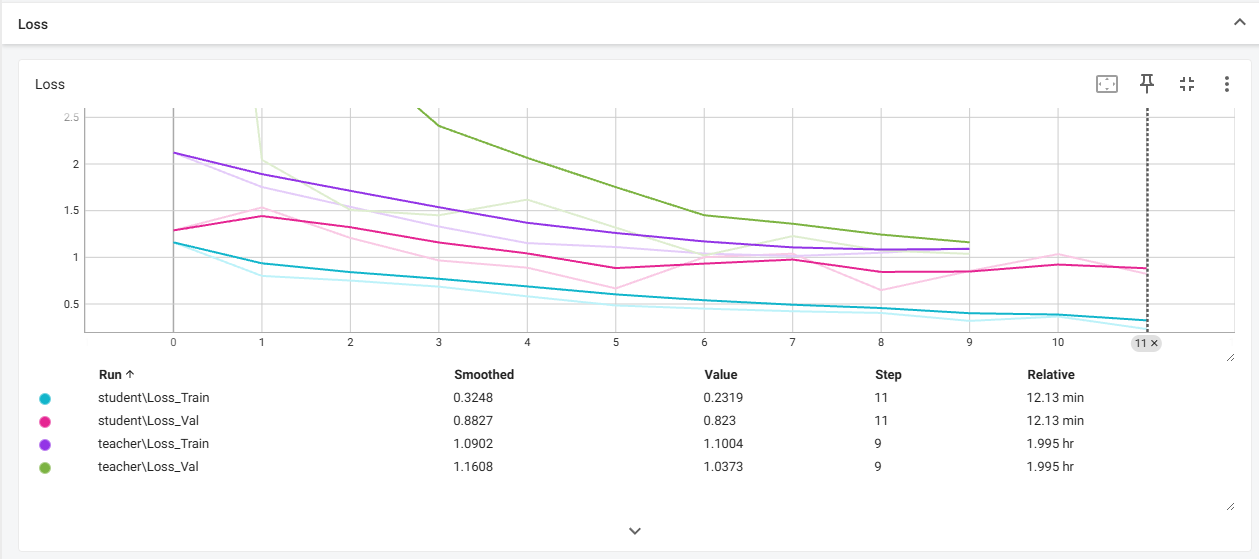 Loss
Loss
2.5
2
1.5
1
0.5
0 1 2 3 4 5 6 7 8 9 10 11 ×
Run ↑ Smoothed Value Step Relative
student\Loss_Train 0.3248 0.2319 11 12.13 min
student\Loss_Val 0.8827 0.823 11 12.13 min
teacher\Loss_Train 1.0902 1.1004 9 1.995 hr
teacher\Loss_Val 1.1608 1.0373 9 1.995 hr